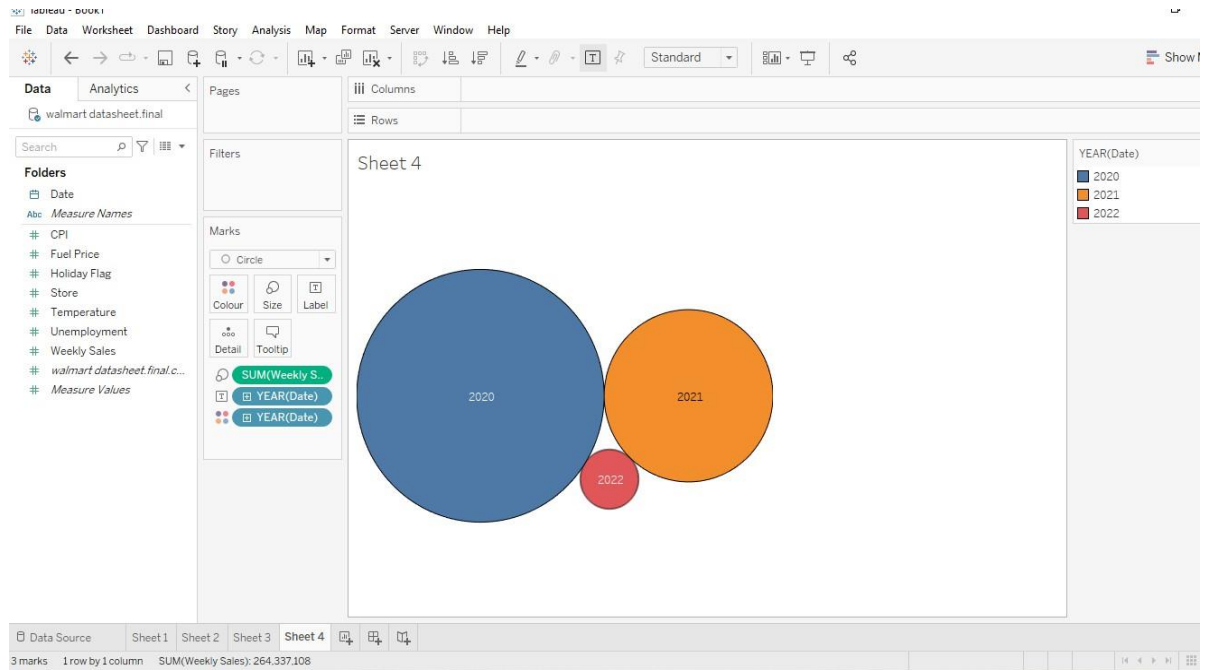 Tableau - Book1
File Data Worksheet Dashboard Story Analysis Map Format Server Window Help
Standard
Show
Data Analytics
walmart datasheet.final
Search
Folders
Date
Abc Measure Names
# CPI
# Fuel Price
# Holiday Flag
# Store
# Temperature
# Unemployment
# Weekly Sales
# walmart datasheet.final.c...
# Measure Values
Pages
Filters
Marks
Circle
Colour Size Label
Detail Tooltip
SUM(Weekly S..
YEAR(Date)
YEAR(Date)
Columns
Rows
Sheet 4
2020
2021
2022
YEAR(Date)
2020
2021
2022
Data Source Sheet 1 Sheet 2 Sheet 3 Sheet 4
3 marks 1 row by 1 column SUM(Weekly Sales): 264.337.108